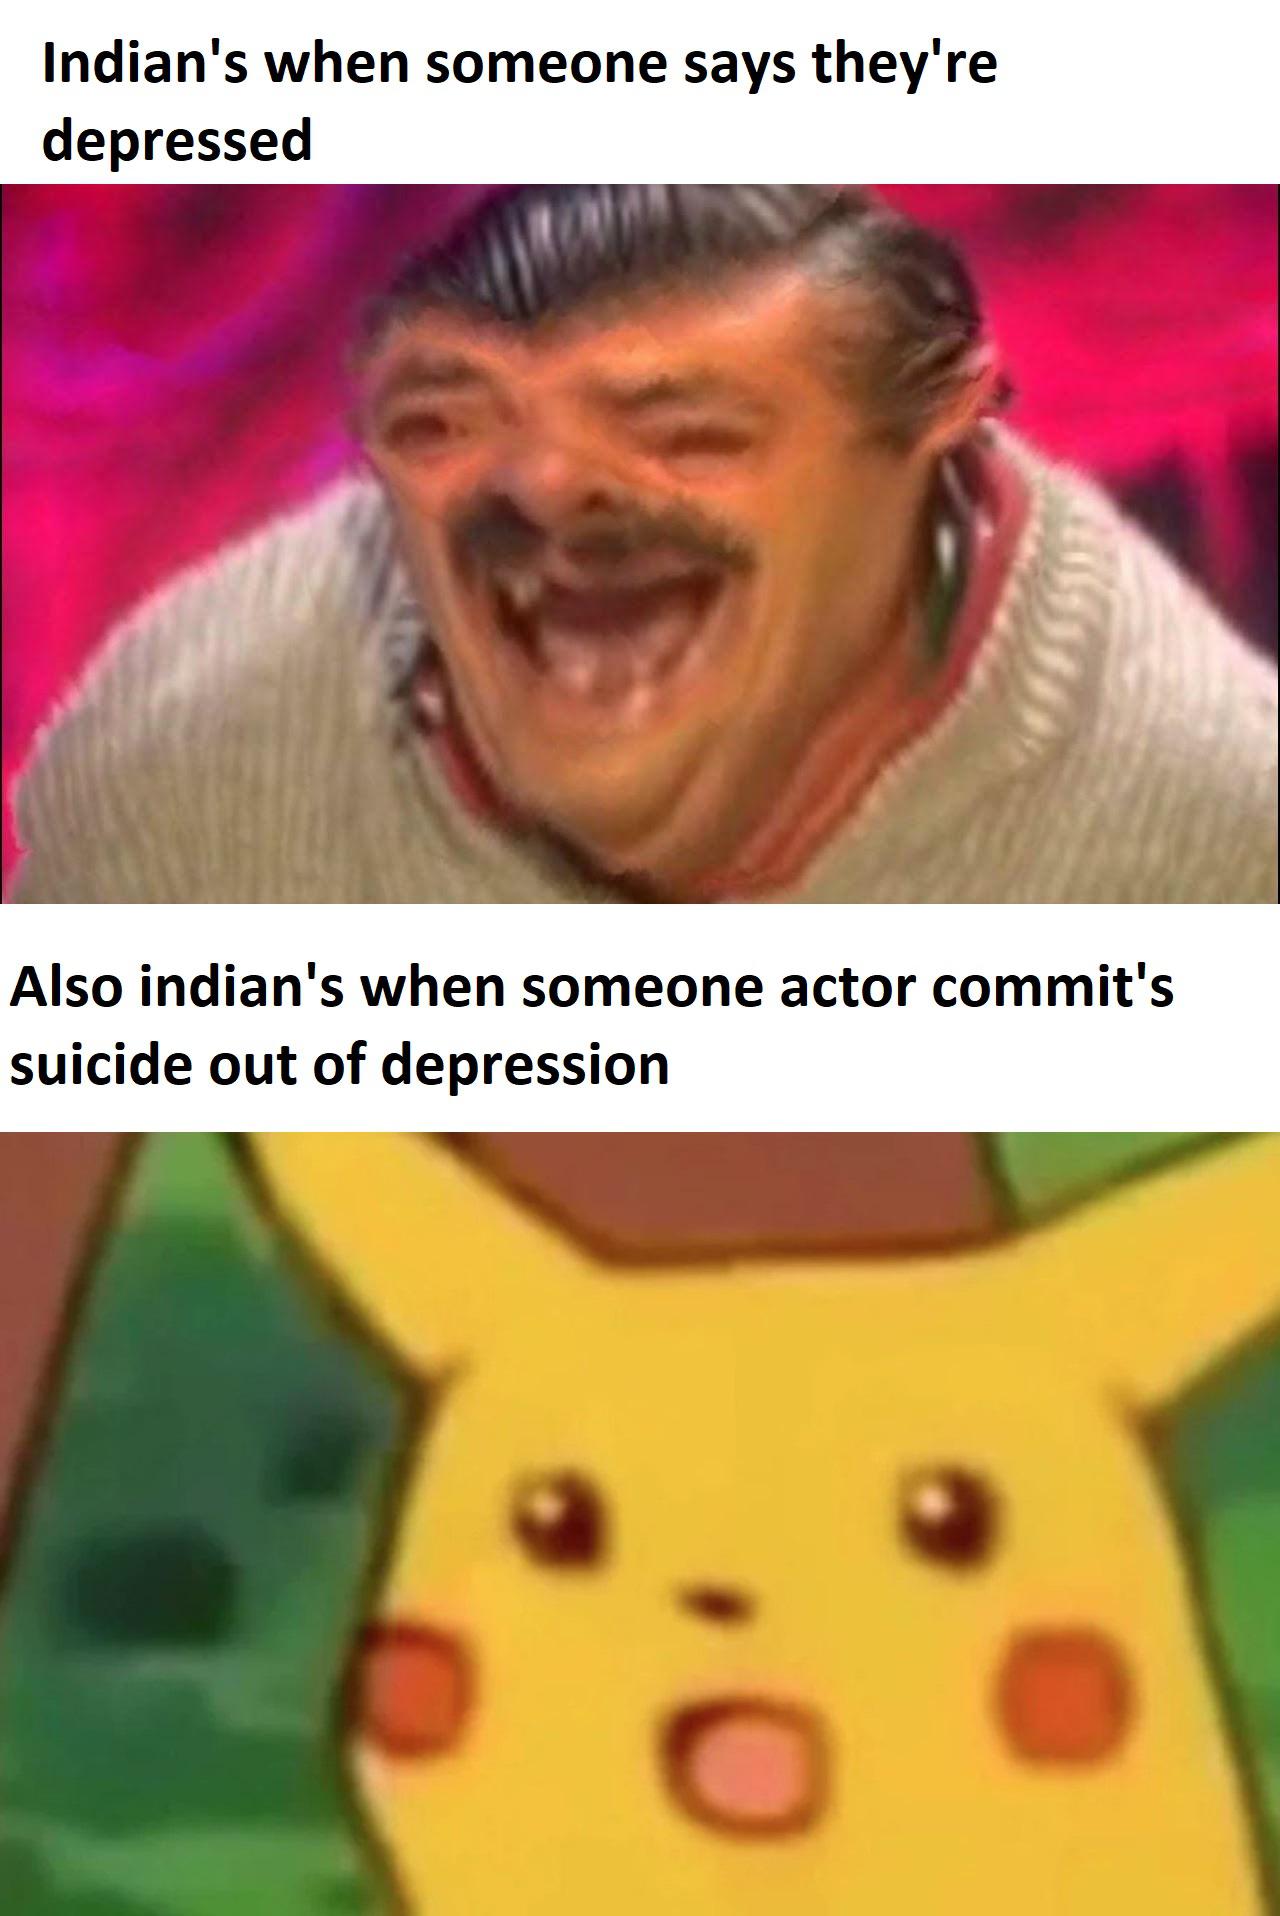 Indian's when someone says they're
depressed
Also indian's when someone actor commit's
suicide out of depression